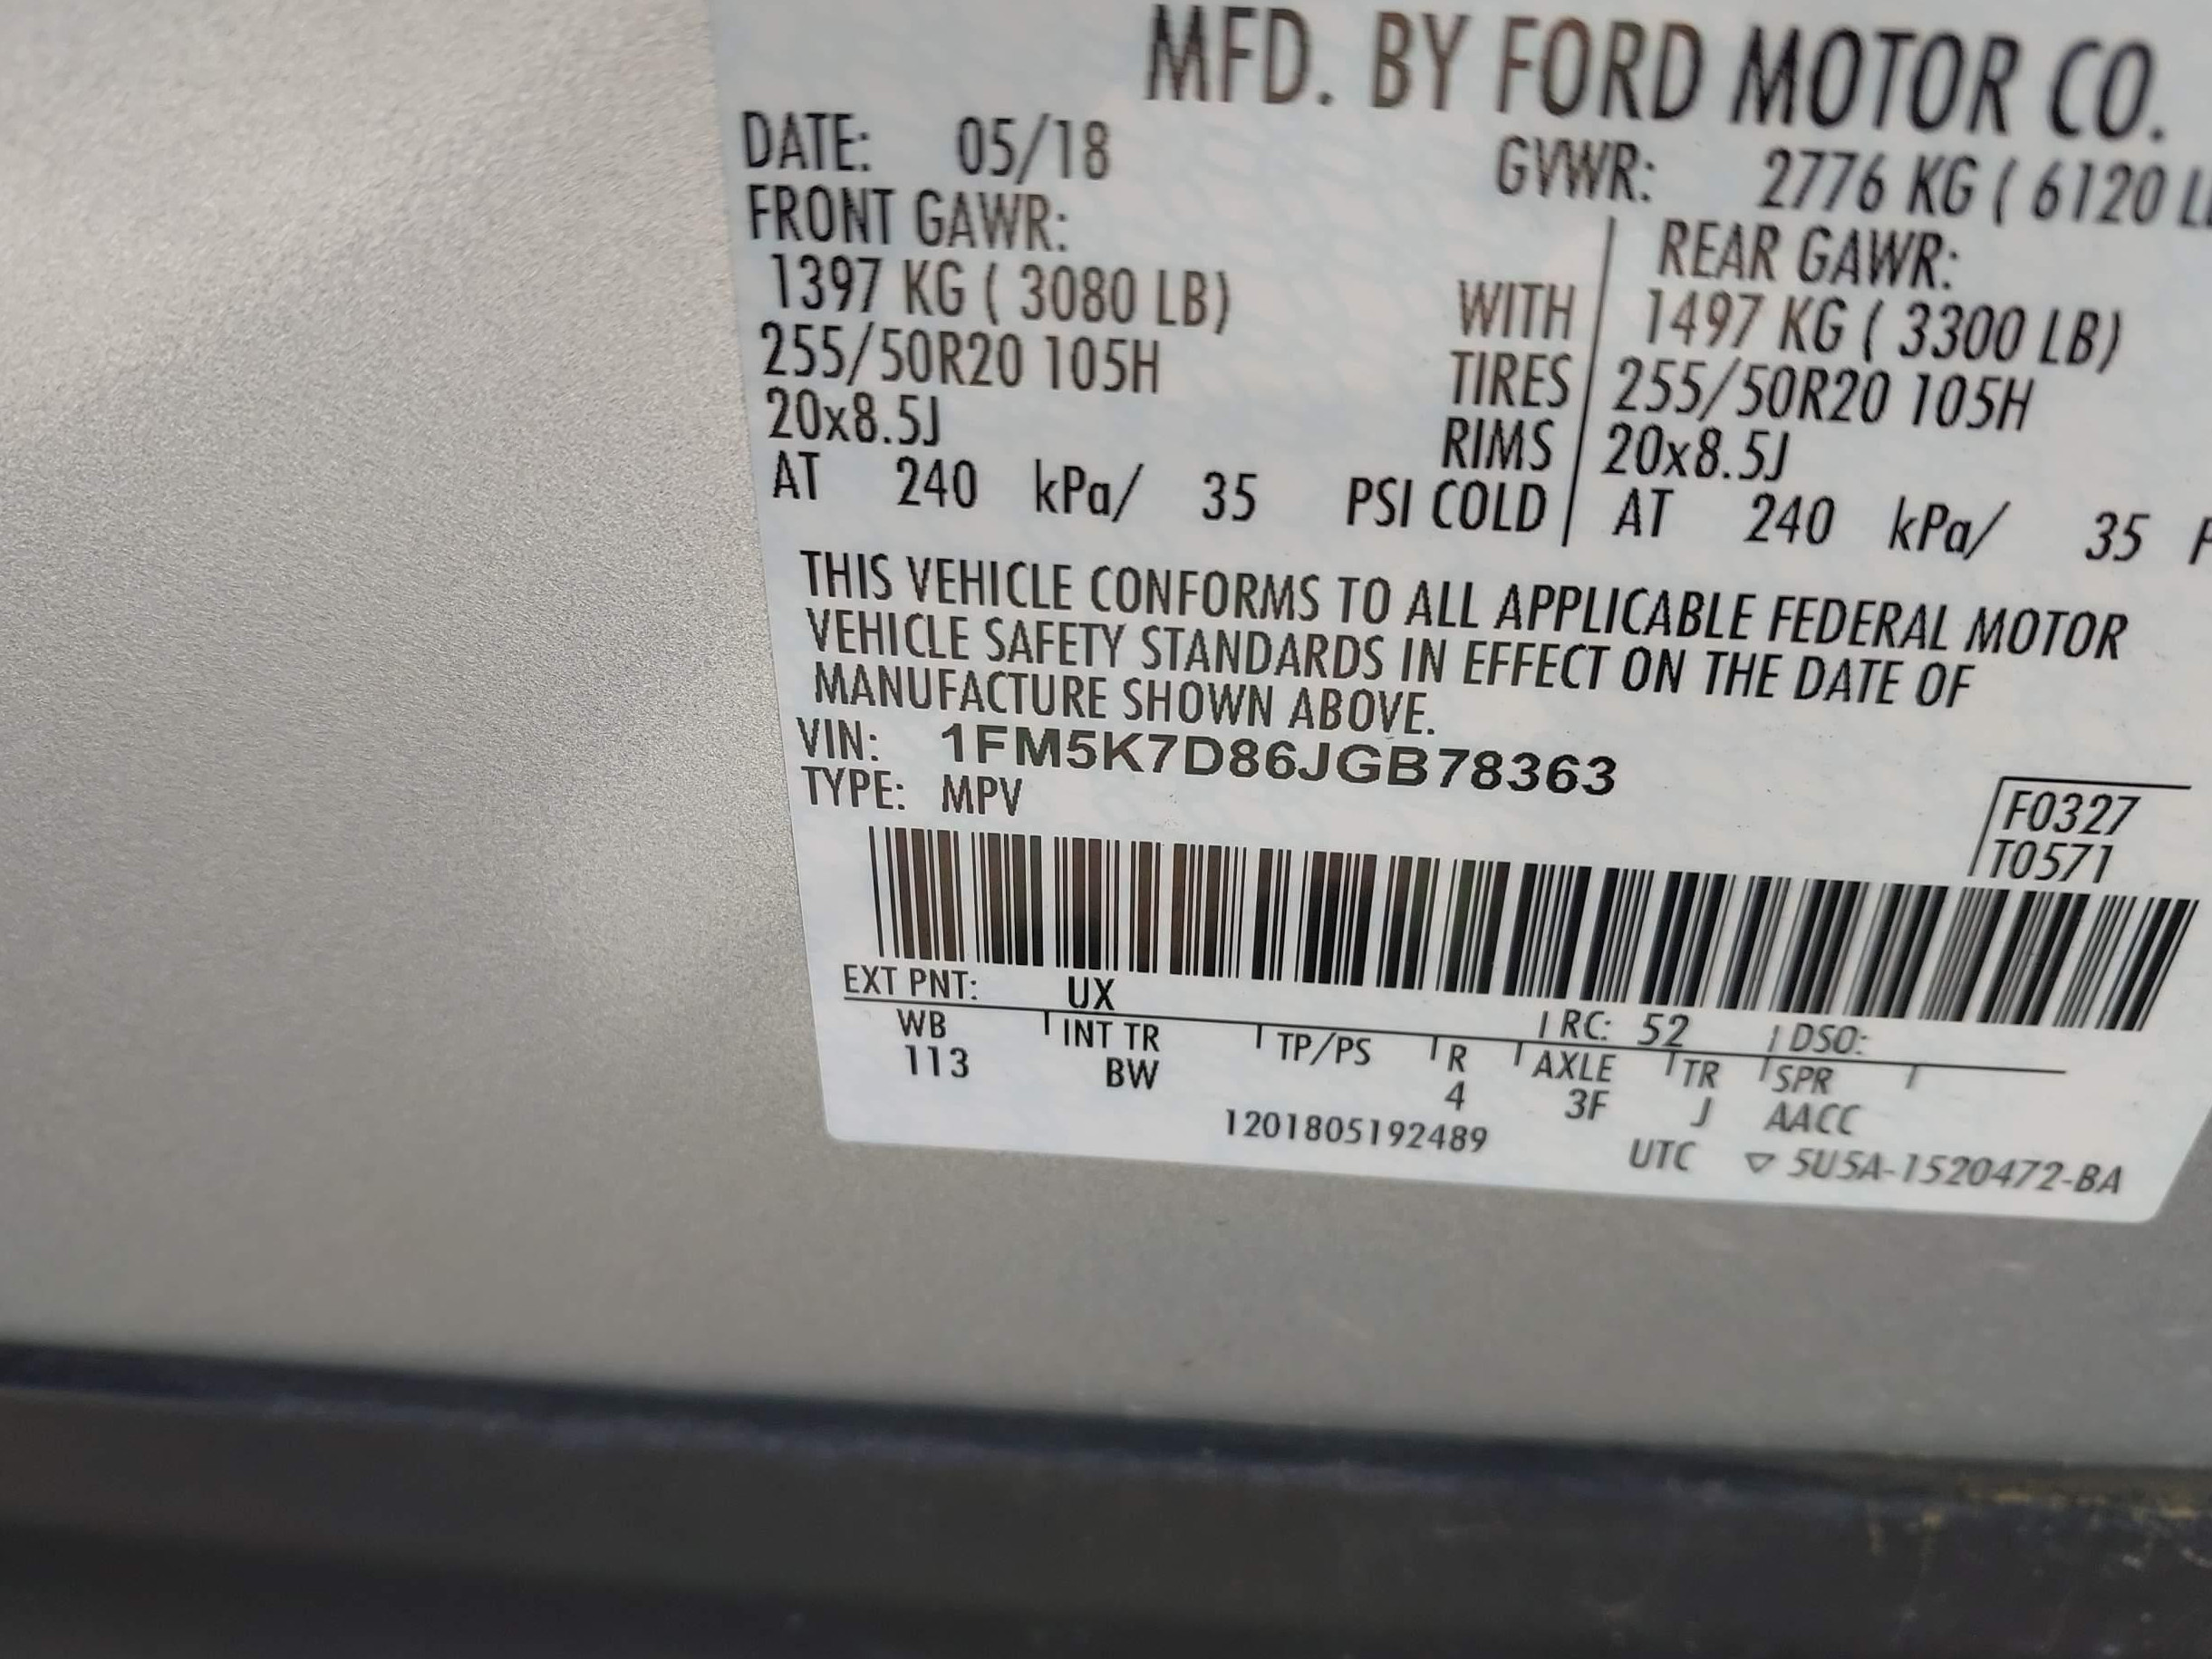 MFD. BY FORD MOTOR CO.
DATE: 05/18 GVWR: 2776 KG ( 6120 L
FRONT GAWR: REAR GAWR:
1397 KG ( 3080 LB) WITH 1497 KG ( 3300 LB)
255/50R20 105H TIRES 255/50R20 105H
20x8.5J RIMS 20x8.5J
AT 240 kPa/ 35 PSI COLD AT 240 kPa/ 35 P
THIS VEHICLE CONFORMS TO ALL APPLICABLE FEDERAL MOTOR
VEHICLE SAFETY STANDARDS IN EFFECT ON THE DATE OF
MANUFACTURE SHOWN ABOVE.
VIN: 1FM5K7D86JGB78363
TYPE: MPV
F0327
T0571
EXT PNT: UX RC: 52 DSO:
WB INT TR TP/PS R AXLE TR SPR
113 BW 4 3F J AACC
1201805192489 UTC ▽ 5U5A-1520472-BA